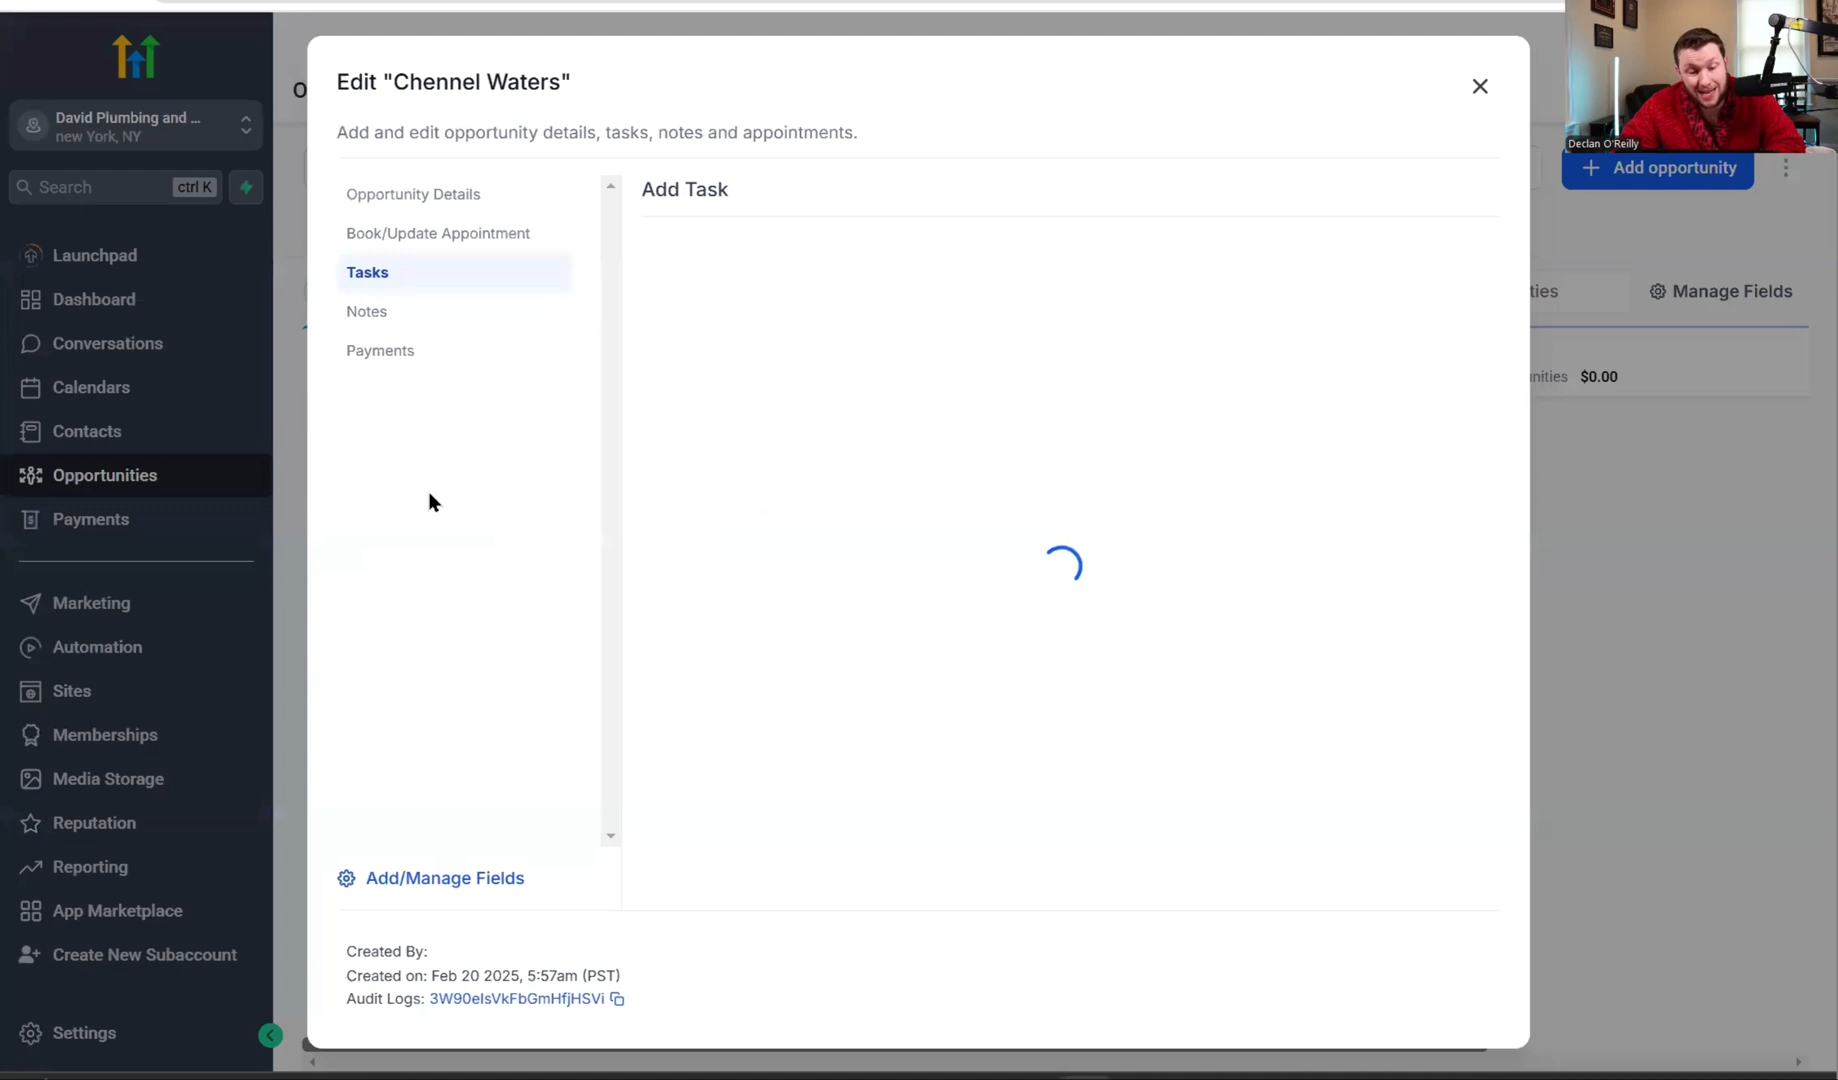 David Plumbing and ...
new York, NY
Search
ctrl K
Launchpad
Dashboard
Conversations
Calendars
Contacts
Opportunities
Payments
Marketing
Automation
Sites
Memberships
Media Storage
Reputation
Reporting
App Marketplace
Create New Subaccount
Settings
O
Edit "Chennel Waters"
Add and edit opportunity details, tasks, notes and appointments.
Opportunity Details
Book/Update Appointment
Tasks
Notes
Payments
Add Task
Add/Manage Fields
Created By:
Created on: Feb 20 2025, 5:57am (PST)
Audit Logs: 3W90eIsVkFbGmHfjHSVi
Declan O'Reilly
Add opportunity
ties
Manage Fields
nities $0.00